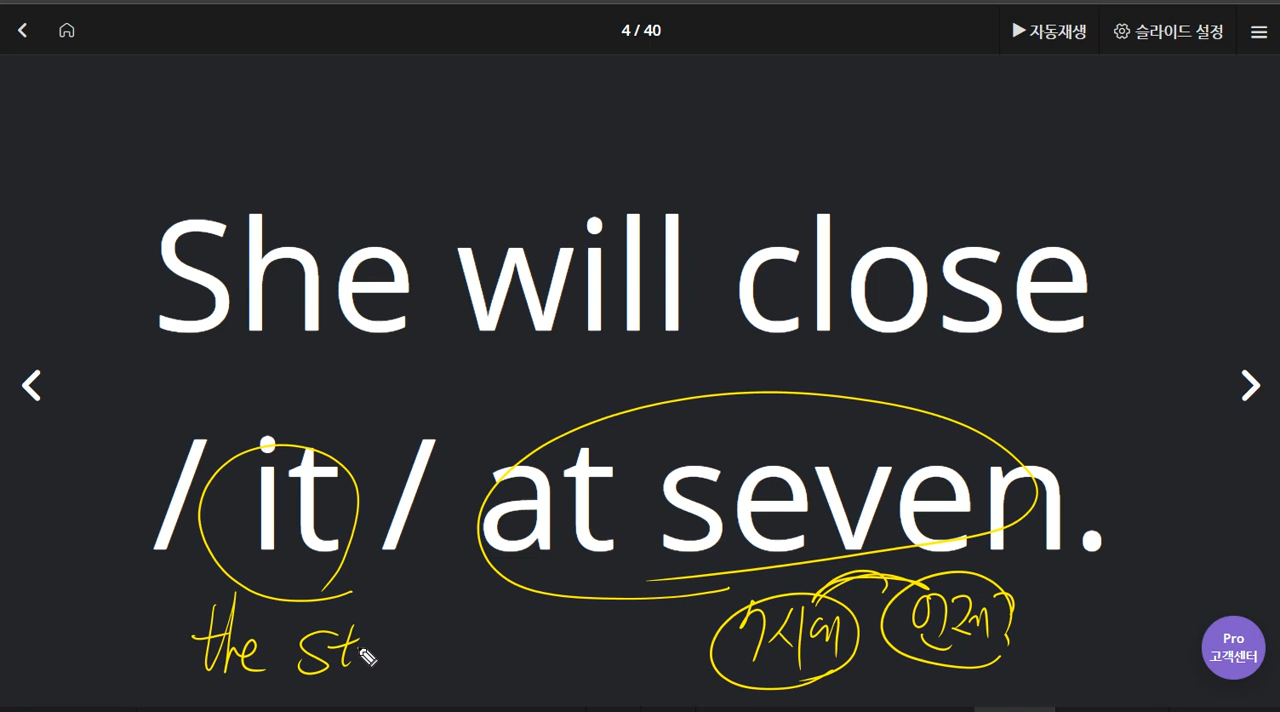 4 / 40
▶ 자동재생
슬라이드 설정
She will close
/ it / at seven.
the st
7시에
언제?
Pro
고객센터